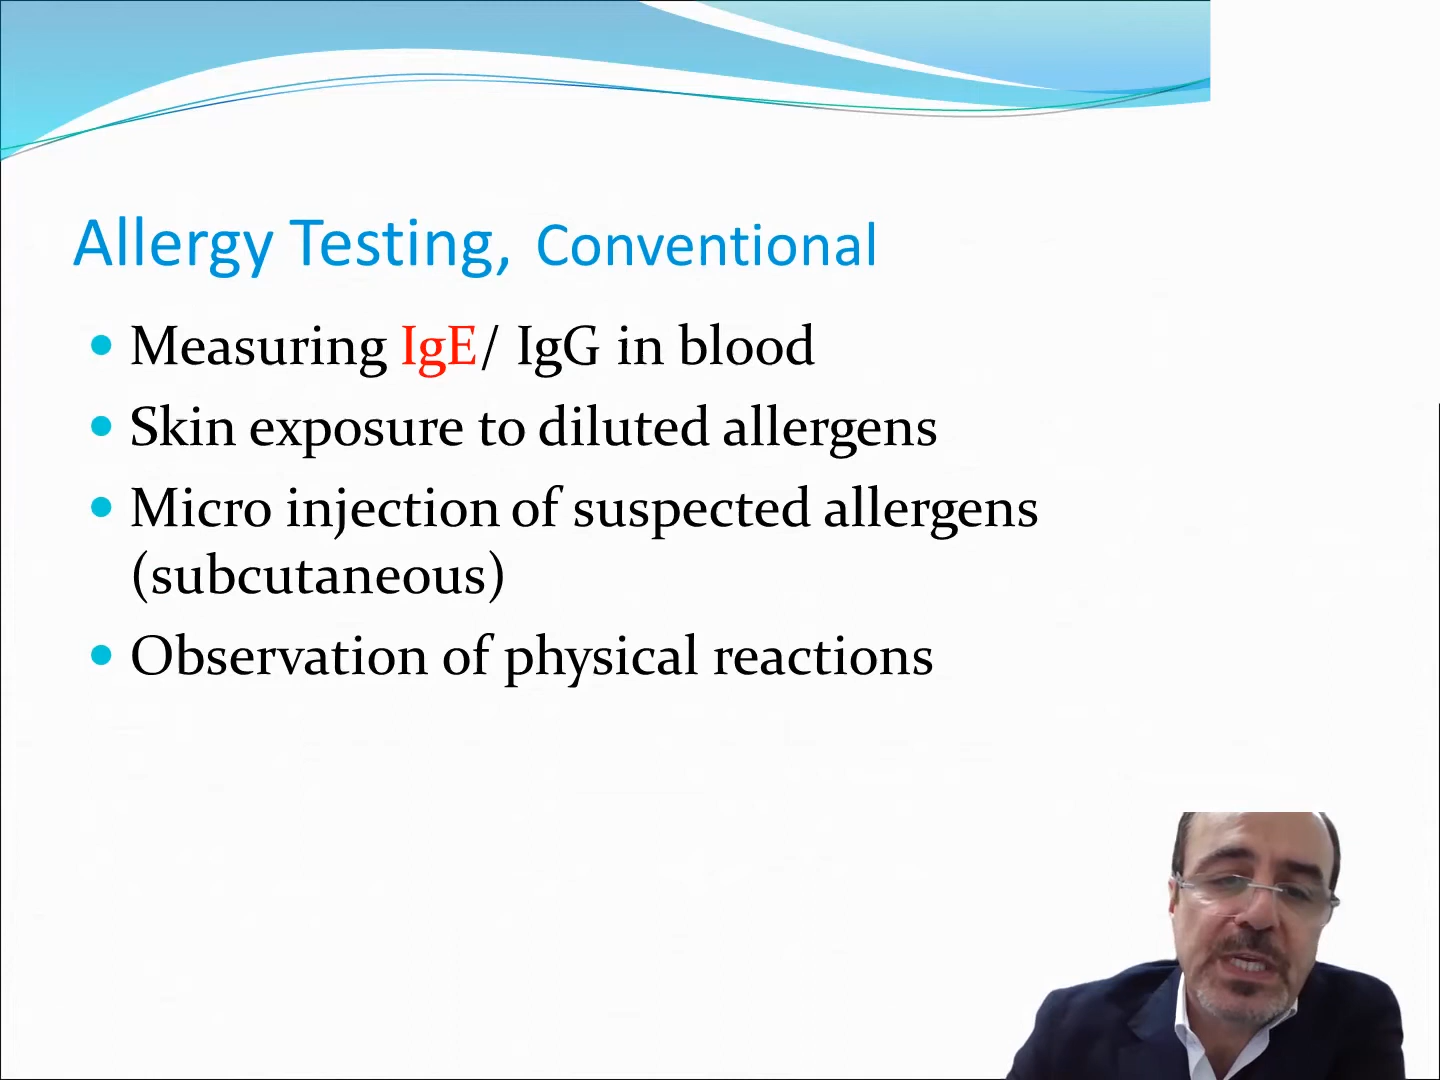 Allergy Testing, Conventional
• Measuring IgE/ IgG in blood
• Skin exposure to diluted allergens
• Micro injection of suspected allergens
(subcutaneous)
• Observation of physical reactions